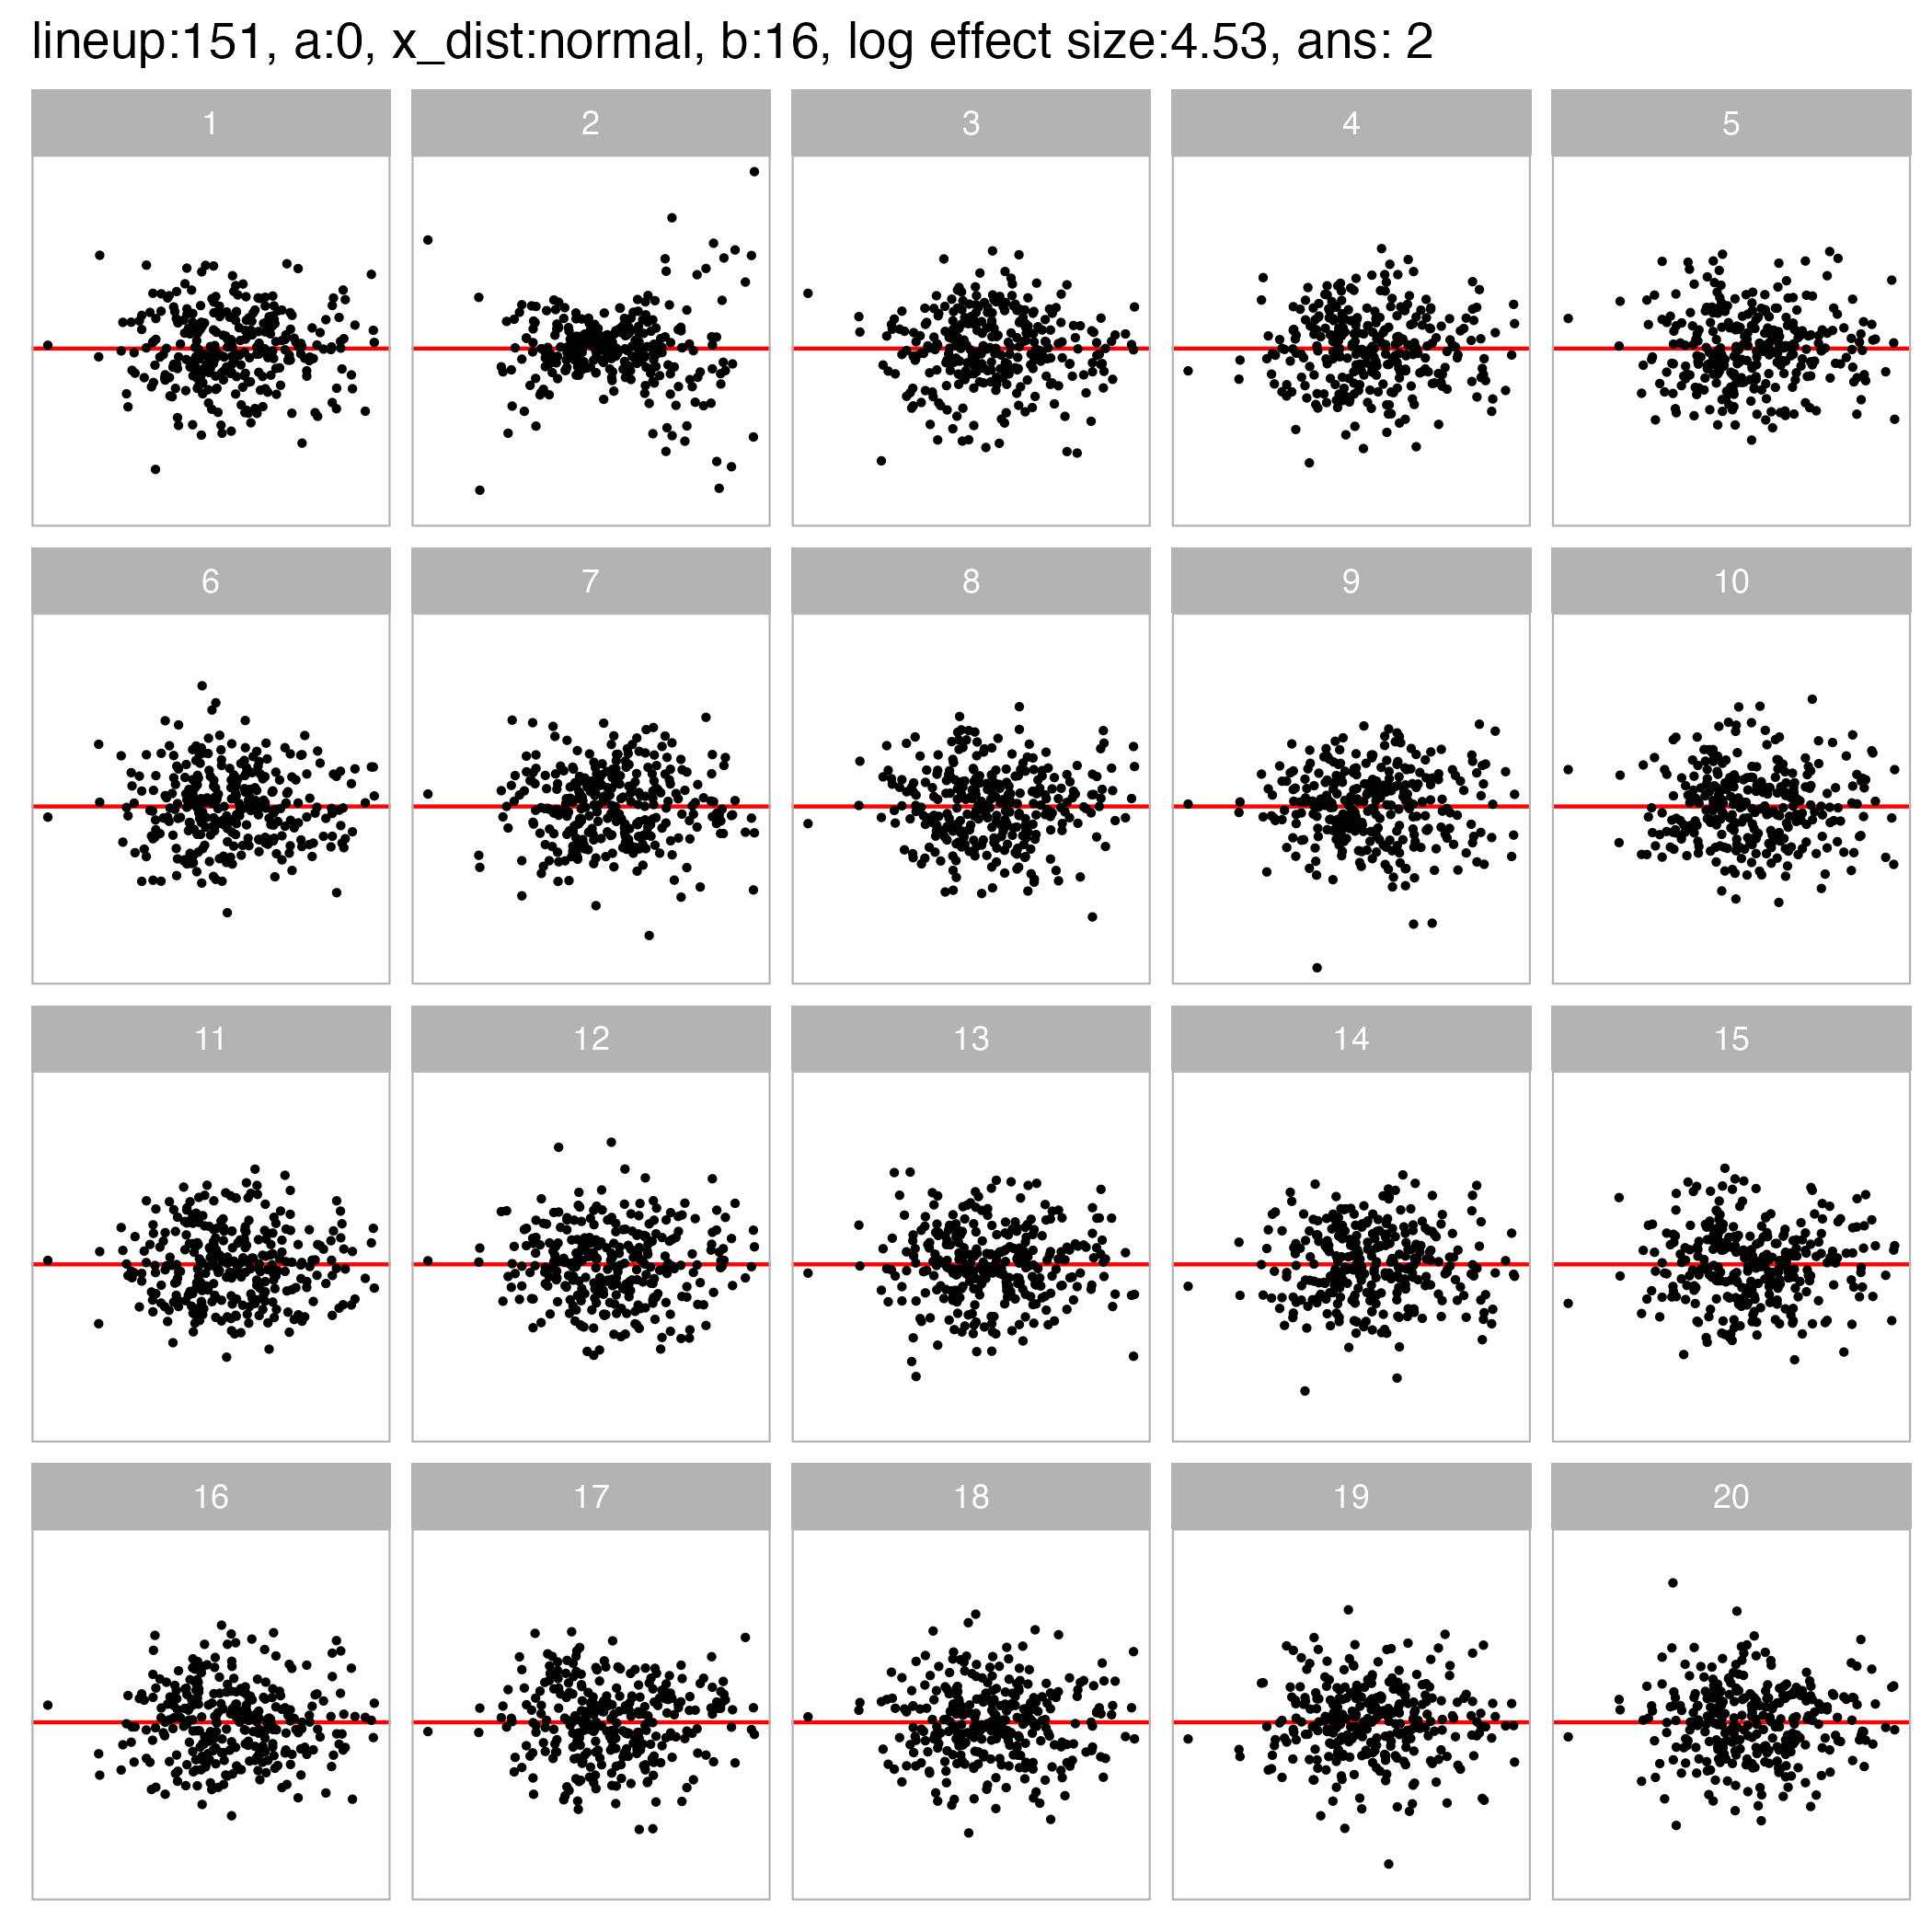 lineup:151, a:0, x_dist:normal, b:16, log effect size:4.53, ans: 2
1 2 3 4 5
6 7 8 9 10
11 12 13 14 15
16 17 18 19 20